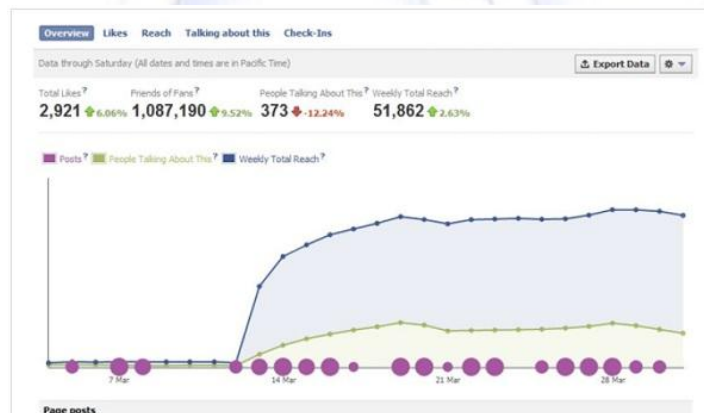 Overview Likes Reach Talking about this Check-Ins
Data through Saturday (All dates and times are in Pacific Time) Export Data
Total Likes? Friends of Fans? People Talking About This? Weekly Total Reach?
2,921 6.06% 1,087,190 9.52% 373 -12.24% 51,862 2.63%
Posts? People Talking About This? Weekly Total Reach?
7 Mar 14 Mar 21 Mar 28 Mar
Page posts